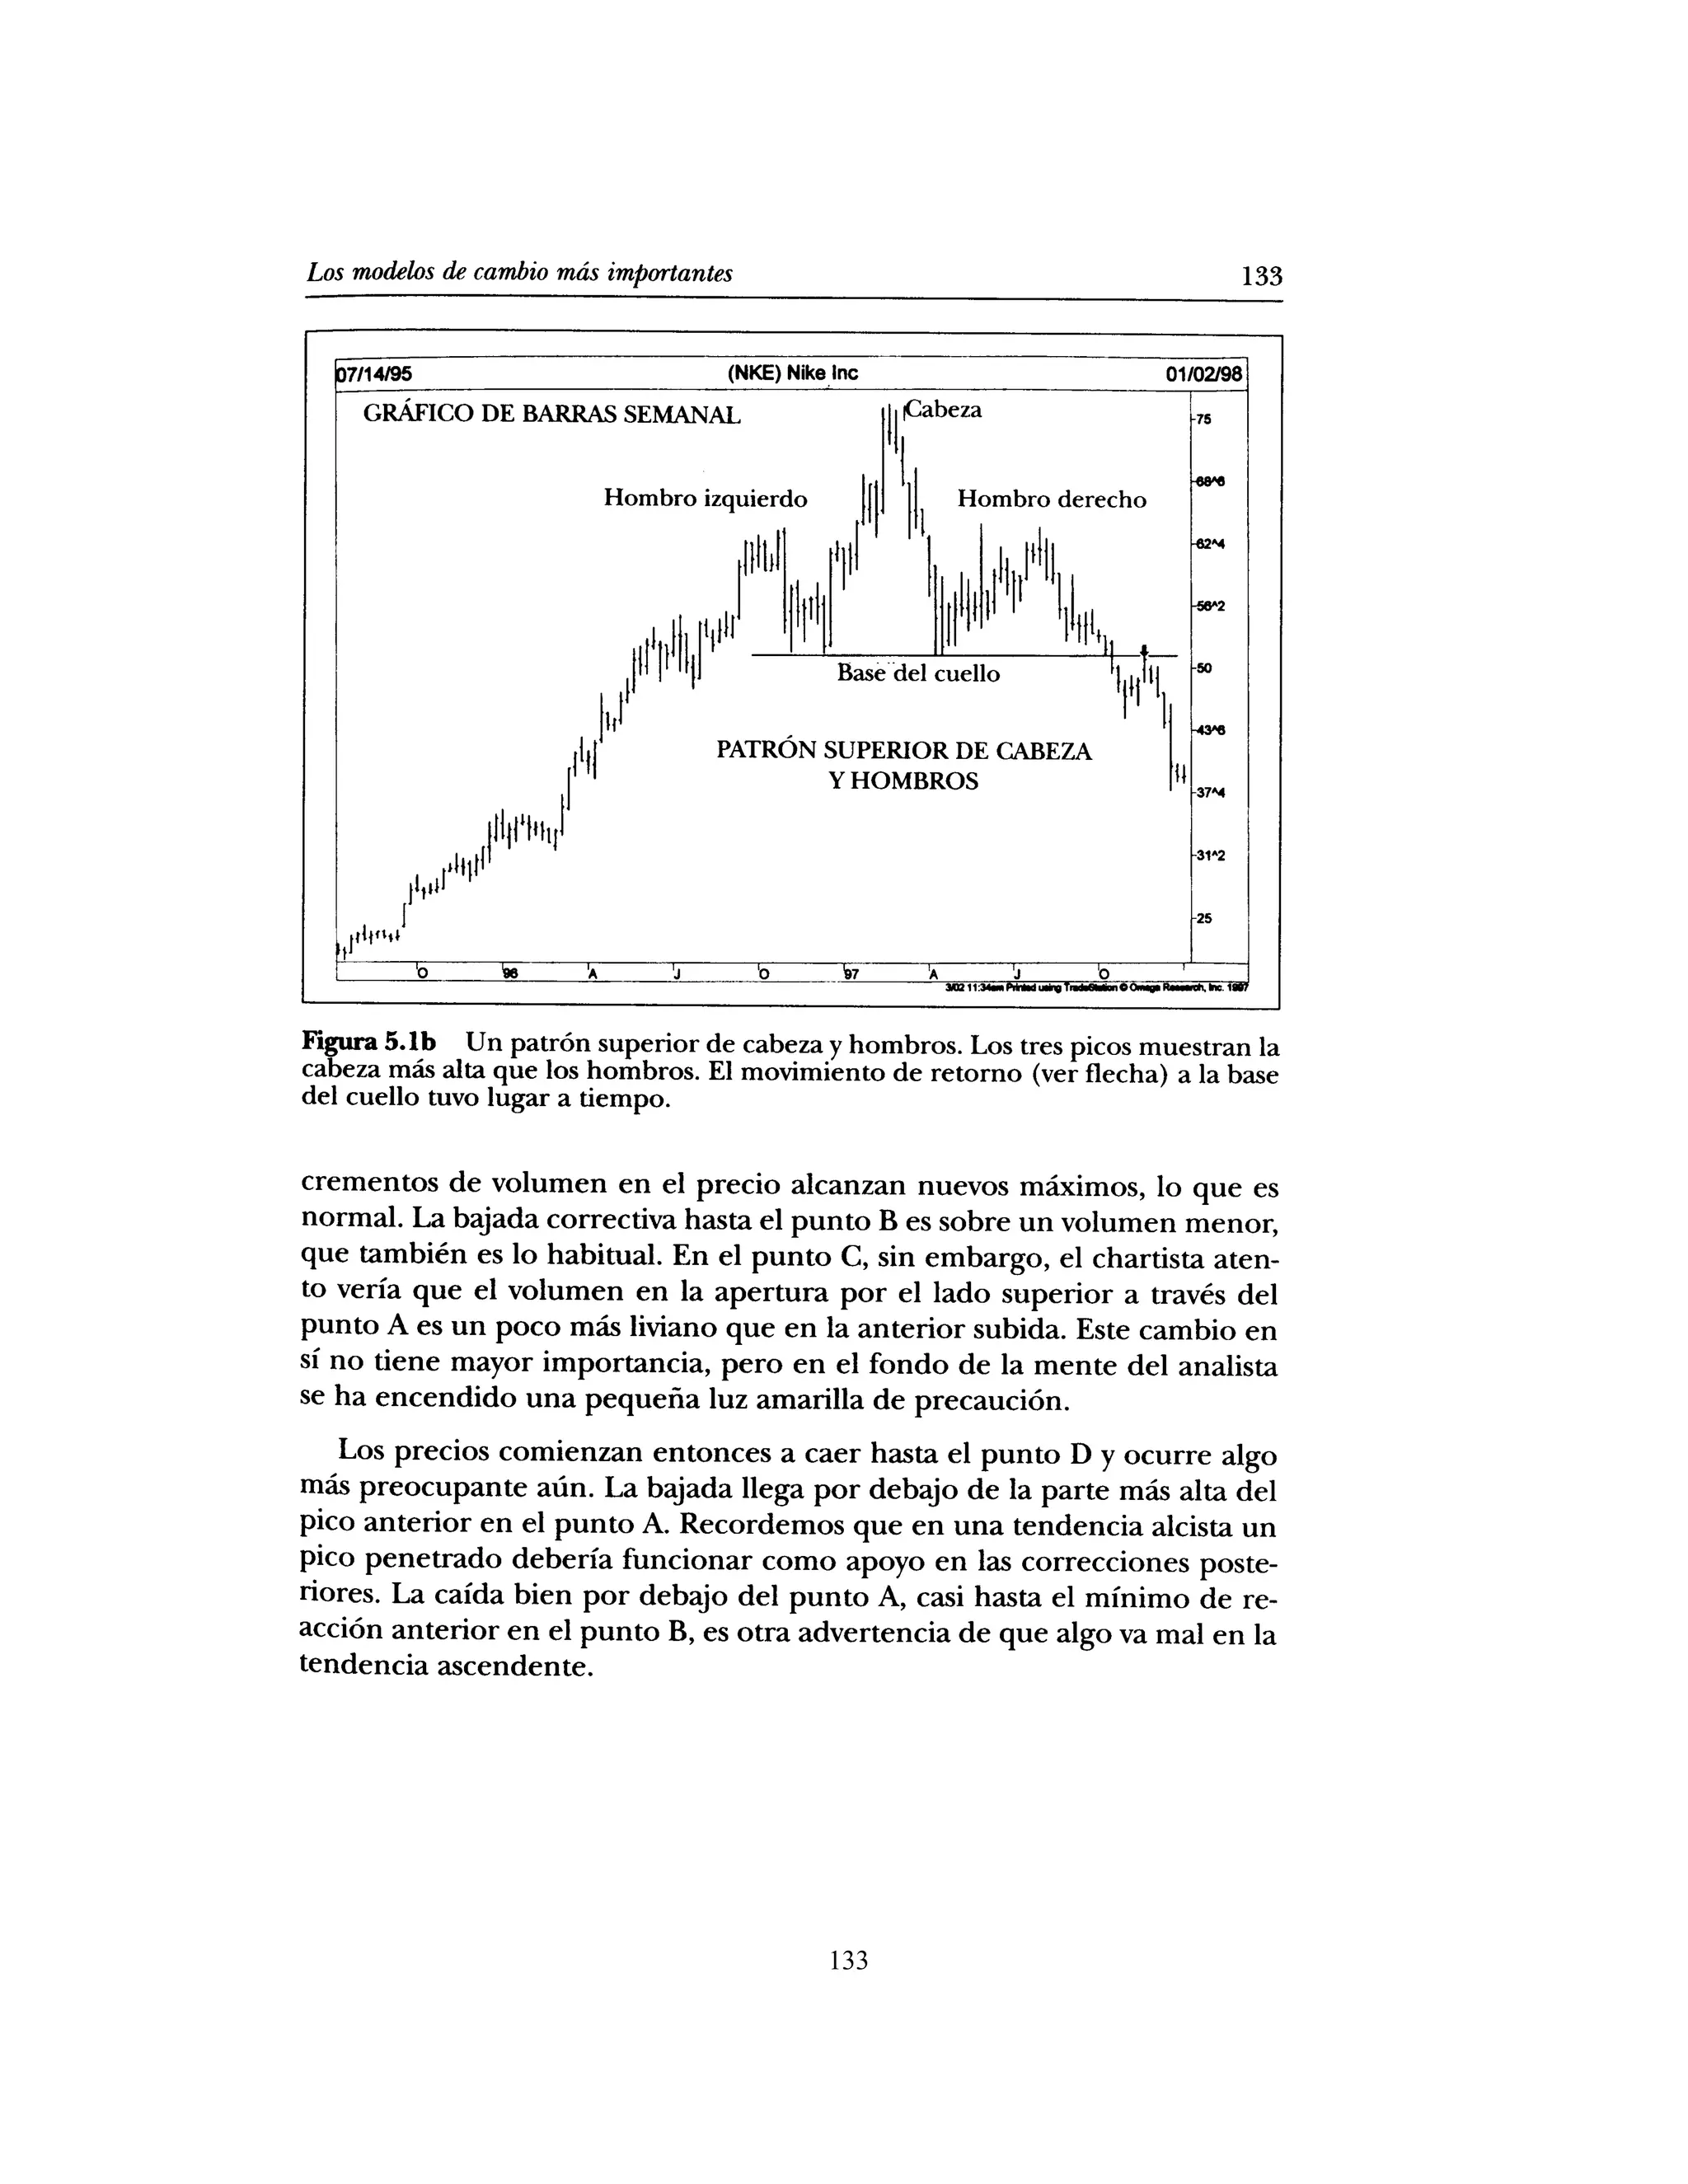 Los modelos de cambio más importantes 133
07/14/95 (NKE) Nike Inc 01/02/98
GRÁFICO DE BARRAS SEMANAL
Cabeza
75
68^6
Hombro izquierdo
Hombro derecho
62^4
56^2
Base del cuello
50
43^6
PATRÓN SUPERIOR DE CABEZA
Y HOMBROS
37^4
31^2
25
O 96 A J O 97 A J O
3/02 11:34am Printed using TradeStation © Omega Research, Inc. 1997
Figura 5.1b Un patrón superior de cabeza y hombros. Los tres picos muestran la
cabeza más alta que los hombros. El movimiento de retorno (ver flecha) a la base
del cuello tuvo lugar a tiempo.
crementos de volumen en el precio alcanzan nuevos máximos, lo que es
normal. La bajada correctiva hasta el punto B es sobre un volumen menor,
que también es lo habitual. En el punto C, sin embargo, el chartista aten-
to vería que el volumen en la apertura por el lado superior a través del
punto A es un poco más liviano que en la anterior subida. Este cambio en
sí no tiene mayor importancia, pero en el fondo de la mente del analista
se ha encendido una pequeña luz amarilla de precaución.
Los precios comienzan entonces a caer hasta el punto D y ocurre algo
más preocupante aún. La bajada llega por debajo de la parte más alta del
pico anterior en el punto A. Recordemos que en una tendencia alcista un
pico penetrado debería funcionar como apoyo en las correcciones poste-
riores. La caída bien por debajo del punto A, casi hasta el mínimo de re-
acción anterior en el punto B, es otra advertencia de que algo va mal en la
tendencia ascendente.
133